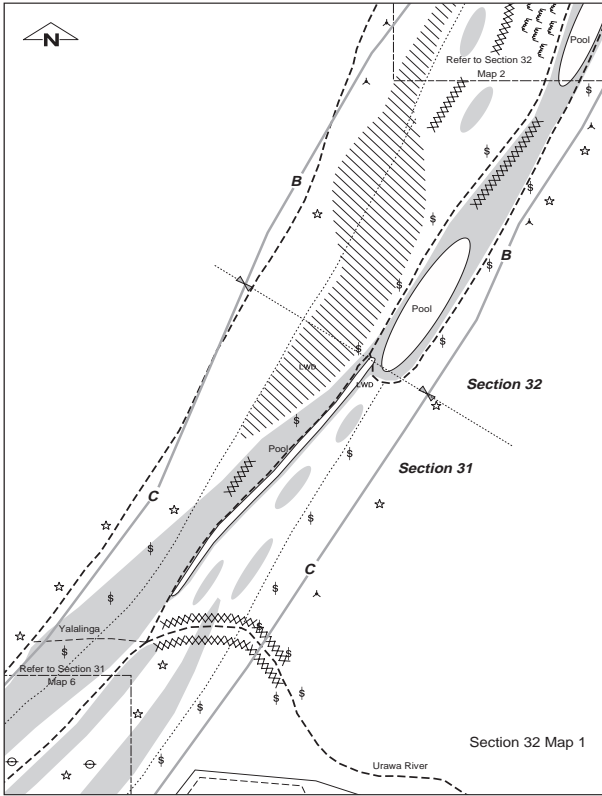 N
Refer to Section 32
Map 2
Pool
B
B
Pool
LWD
LWD
Section 32
Pool
Section 31
C
C
Yalalinga
Refer to Section 31
Map 6
Section 32 Map 1
Urawa River